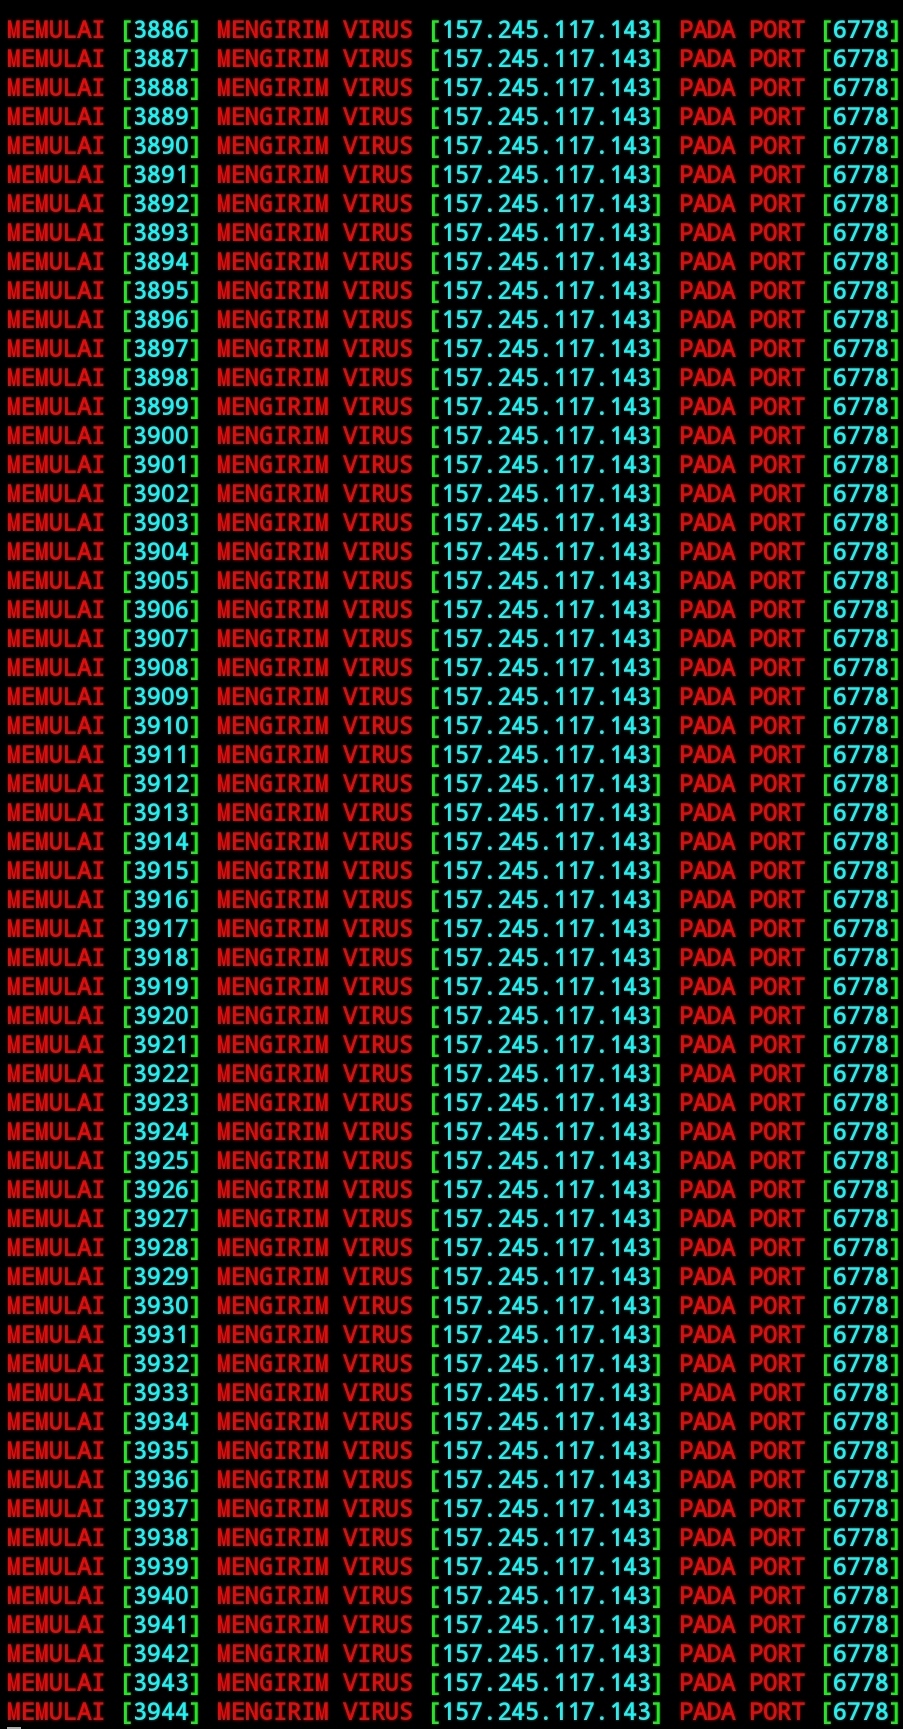 MEMULAI [3886] MENGIRIM VIRUS [157.245.117.143] PADA PORT [6778]
MEMULAI [3887] MENGIRIM VIRUS [157.245.117.143] PADA PORT [6778]
MEMULAI [3888] MENGIRIM VIRUS [157.245.117.143] PADA PORT [6778]
MEMULAI [3889] MENGIRIM VIRUS [157.245.117.143] PADA PORT [6778]
MEMULAI [3890] MENGIRIM VIRUS [157.245.117.143] PADA PORT [6778]
MEMULAI [3891] MENGIRIM VIRUS [157.245.117.143] PADA PORT [6778]
MEMULAI [3892] MENGIRIM VIRUS [157.245.117.143] PADA PORT [6778]
MEMULAI [3893] MENGIRIM VIRUS [157.245.117.143] PADA PORT [6778]
MEMULAI [3894] MENGIRIM VIRUS [157.245.117.143] PADA PORT [6778]
MEMULAI [3895] MENGIRIM VIRUS [157.245.117.143] PADA PORT [6778]
MEMULAI [3896] MENGIRIM VIRUS [157.245.117.143] PADA PORT [6778]
MEMULAI [3897] MENGIRIM VIRUS [157.245.117.143] PADA PORT [6778]
MEMULAI [3898] MENGIRIM VIRUS [157.245.117.143] PADA PORT [6778]
MEMULAI [3899] MENGIRIM VIRUS [157.245.117.143] PADA PORT [6778]
MEMULAI [3900] MENGIRIM VIRUS [157.245.117.143] PADA PORT [6778]
MEMULAI [3901] MENGIRIM VIRUS [157.245.117.143] PADA PORT [6778]
MEMULAI [3902] MENGIRIM VIRUS [157.245.117.143] PADA PORT [6778]
MEMULAI [3903] MENGIRIM VIRUS [157.245.117.143] PADA PORT [6778]
MEMULAI [3904] MENGIRIM VIRUS [157.245.117.143] PADA PORT [6778]
MEMULAI [3905] MENGIRIM VIRUS [157.245.117.143] PADA PORT [6778]
MEMULAI [3906] MENGIRIM VIRUS [157.245.117.143] PADA PORT [6778]
MEMULAI [3907] MENGIRIM VIRUS [157.245.117.143] PADA PORT [6778]
MEMULAI [3908] MENGIRIM VIRUS [157.245.117.143] PADA PORT [6778]
MEMULAI [3909] MENGIRIM VIRUS [157.245.117.143] PADA PORT [6778]
MEMULAI [3910] MENGIRIM VIRUS [157.245.117.143] PADA PORT [6778]
MEMULAI [3911] MENGIRIM VIRUS [157.245.117.143] PADA PORT [6778]
MEMULAI [3912] MENGIRIM VIRUS [157.245.117.143] PADA PORT [6778]
MEMULAI [3913] MENGIRIM VIRUS [157.245.117.143] PADA PORT [6778]
MEMULAI [3914] MENGIRIM VIRUS [157.245.117.143] PADA PORT [6778]
MEMULAI [3915] MENGIRIM VIRUS [157.245.117.143] PADA PORT [6778]
MEMULAI [3916] MENGIRIM VIRUS [157.245.117.143] PADA PORT [6778]
MEMULAI [3917] MENGIRIM VIRUS [157.245.117.143] PADA PORT [6778]
MEMULAI [3918] MENGIRIM VIRUS [157.245.117.143] PADA PORT [6778]
MEMULAI [3919] MENGIRIM VIRUS [157.245.117.143] PADA PORT [6778]
MEMULAI [3920] MENGIRIM VIRUS [157.245.117.143] PADA PORT [6778]
MEMULAI [3921] MENGIRIM VIRUS [157.245.117.143] PADA PORT [6778]
MEMULAI [3922] MENGIRIM VIRUS [157.245.117.143] PADA PORT [6778]
MEMULAI [3923] MENGIRIM VIRUS [157.245.117.143] PADA PORT [6778]
MEMULAI [3924] MENGIRIM VIRUS [157.245.117.143] PADA PORT [6778]
MEMULAI [3925] MENGIRIM VIRUS [157.245.117.143] PADA PORT [6778]
MEMULAI [3926] MENGIRIM VIRUS [157.245.117.143] PADA PORT [6778]
MEMULAI [3927] MENGIRIM VIRUS [157.245.117.143] PADA PORT [6778]
MEMULAI [3928] MENGIRIM VIRUS [157.245.117.143] PADA PORT [6778]
MEMULAI [3929] MENGIRIM VIRUS [157.245.117.143] PADA PORT [6778]
MEMULAI [3930] MENGIRIM VIRUS [157.245.117.143] PADA PORT [6778]
MEMULAI [3931] MENGIRIM VIRUS [157.245.117.143] PADA PORT [6778]
MEMULAI [3932] MENGIRIM VIRUS [157.245.117.143] PADA PORT [6778]
MEMULAI [3933] MENGIRIM VIRUS [157.245.117.143] PADA PORT [6778]
MEMULAI [3934] MENGIRIM VIRUS [157.245.117.143] PADA PORT [6778]
MEMULAI [3935] MENGIRIM VIRUS [157.245.117.143] PADA PORT [6778]
MEMULAI [3936] MENGIRIM VIRUS [157.245.117.143] PADA PORT [6778]
MEMULAI [3937] MENGIRIM VIRUS [157.245.117.143] PADA PORT [6778]
MEMULAI [3938] MENGIRIM VIRUS [157.245.117.143] PADA PORT [6778]
MEMULAI [3939] MENGIRIM VIRUS [157.245.117.143] PADA PORT [6778]
MEMULAI [3940] MENGIRIM VIRUS [157.245.117.143] PADA PORT [6778]
MEMULAI [3941] MENGIRIM VIRUS [157.245.117.143] PADA PORT [6778]
MEMULAI [3942] MENGIRIM VIRUS [157.245.117.143] PADA PORT [6778]
MEMULAI [3943] MENGIRIM VIRUS [157.245.117.143] PADA PORT [6778]
MEMULAI [3944] MENGIRIM VIRUS [157.245.117.143] PADA PORT [6778]